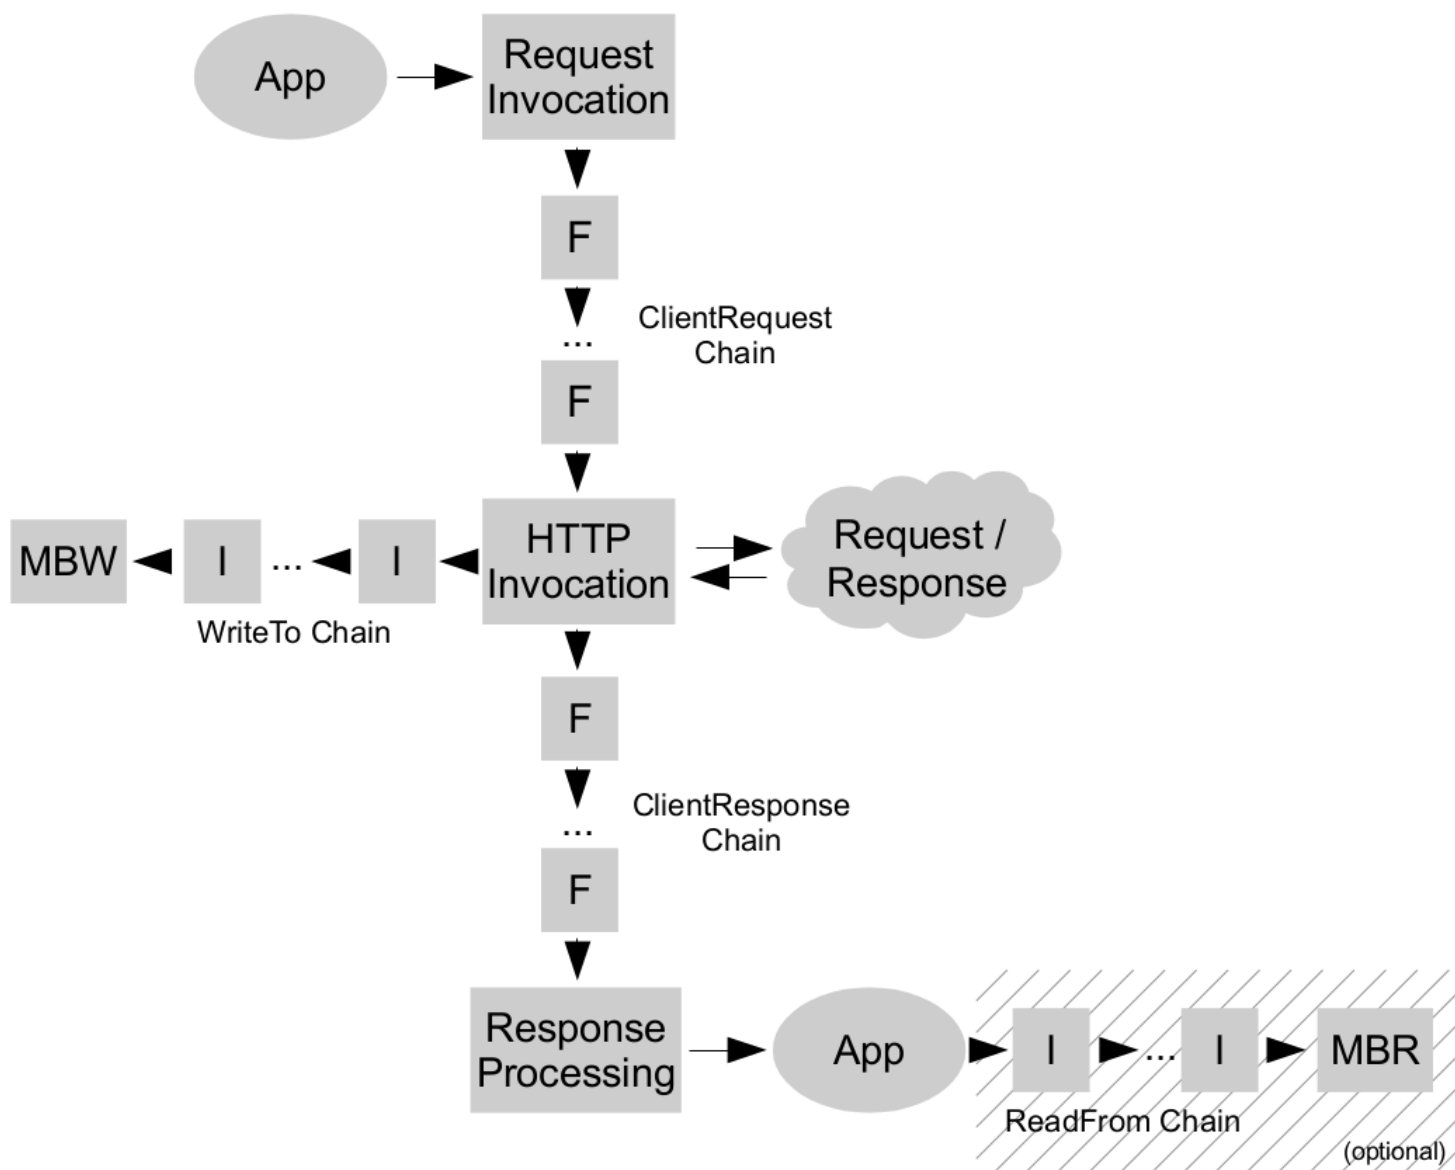 App
Request
Invocation
F
...
ClientRequest
Chain
F
MBW
I
...
I
HTTP
Invocation
Request /
Response
WriteTo Chain
F
...
ClientResponse
Chain
F
Response
Processing
App
I
...
I
MBR
ReadFrom Chain
(optional)